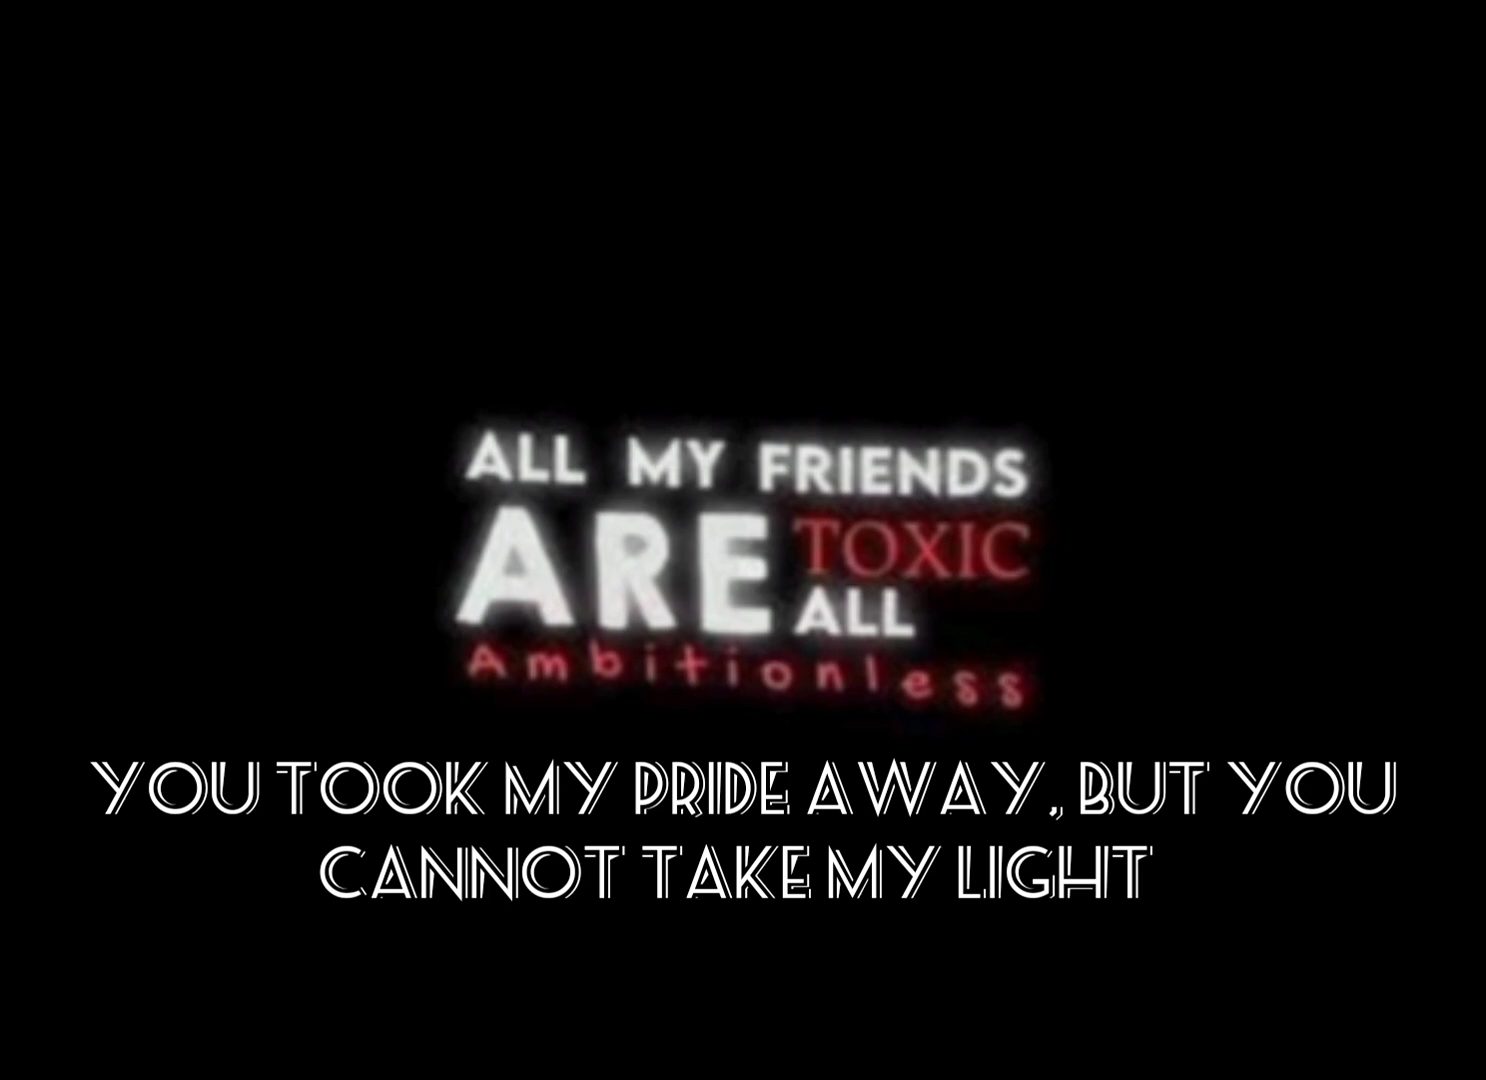 ALL MY FRIENDS
ARE TOXIC
ALL
Ambitionless
YOU TOOK MY PRIDE AWAY, BUT YOU
CANNOT TAKE MY LIGHT